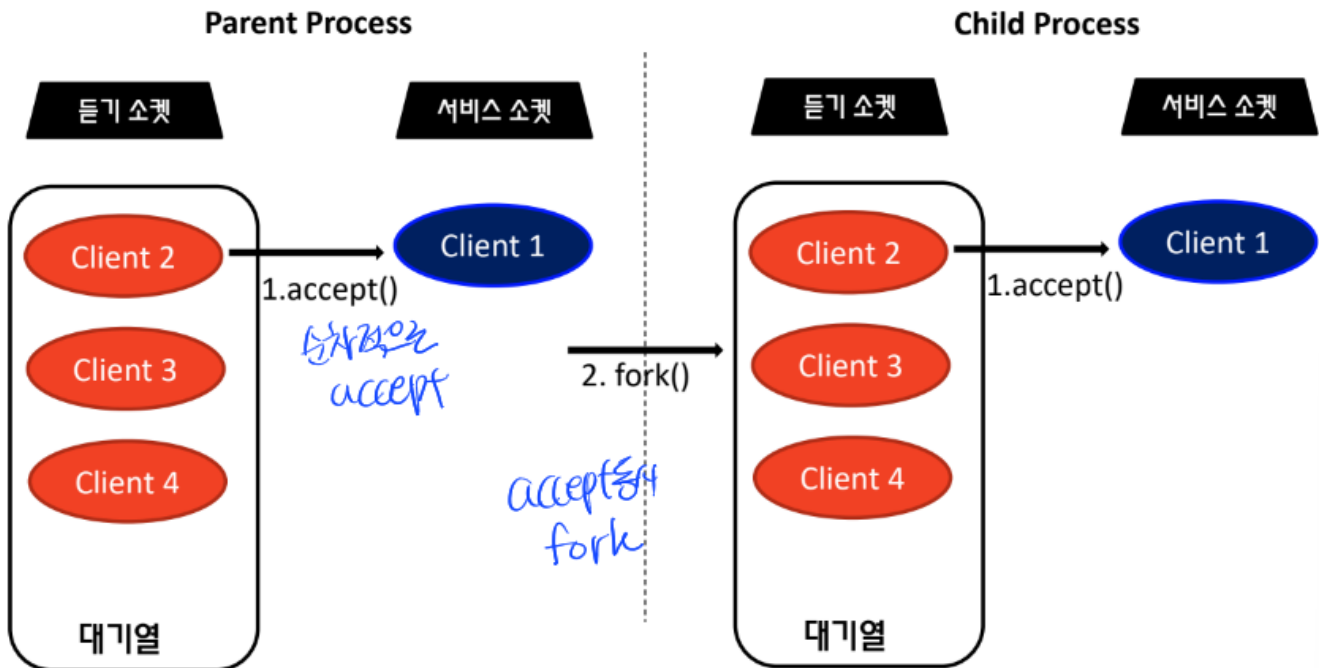 Parent Process
Child Process
듣기 소켓
서비스 소켓
듣기 소켓
서비스 소켓
Client 2
Client 1
1.accept()
Client 3
Client 4
대기열
순차적으로
accept
2. fork()
accept동시
fork
Client 2
Client 1
1.accept()
Client 3
Client 4
대기열